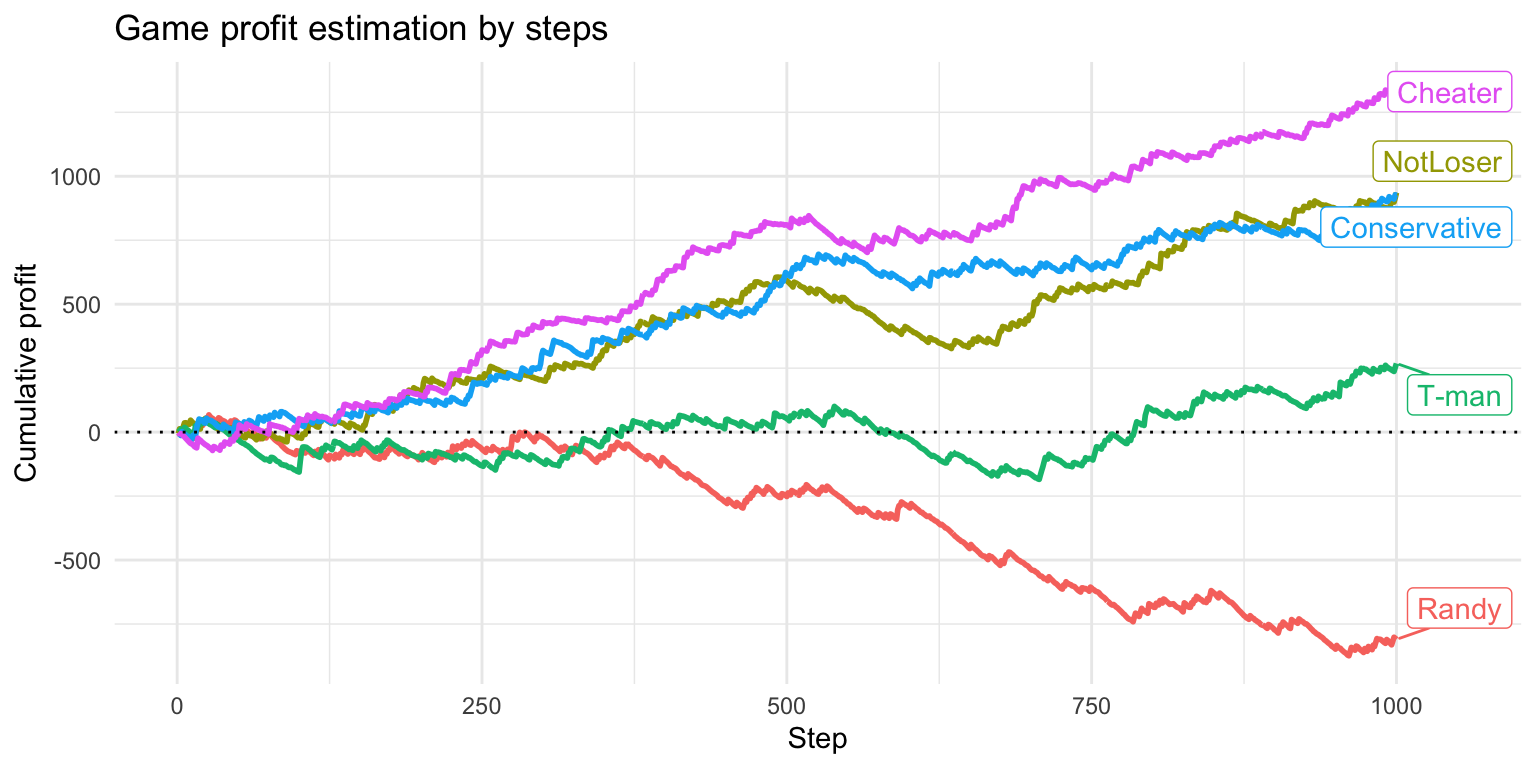 Game profit estimation by steps
Cumulative profit
1000
500
0
-500
Cheater
NotLoser
Conservative
T-man
Randy
0
250
500
750
1000
Step